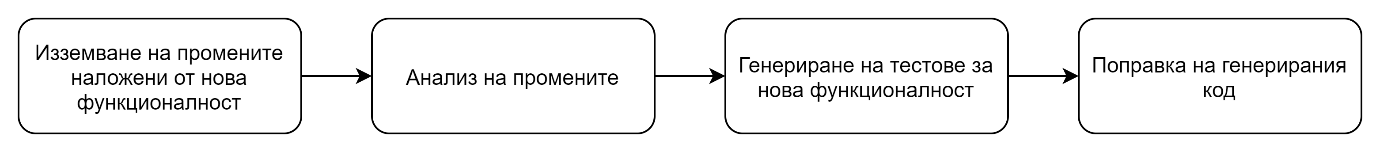 Изземване на промените
наложени от нова
функционалност
Анализ на промените
Генериране на тестове за
нова функционалност
Поправка на генерирания
код